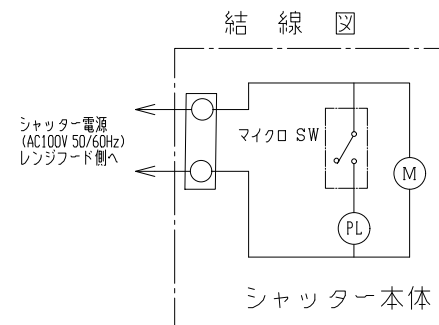 結線図
シャッター電源
(AC100V 50/60Hz)
レンジフード側へ
マイクロ SW
M
PL
シャッター本体